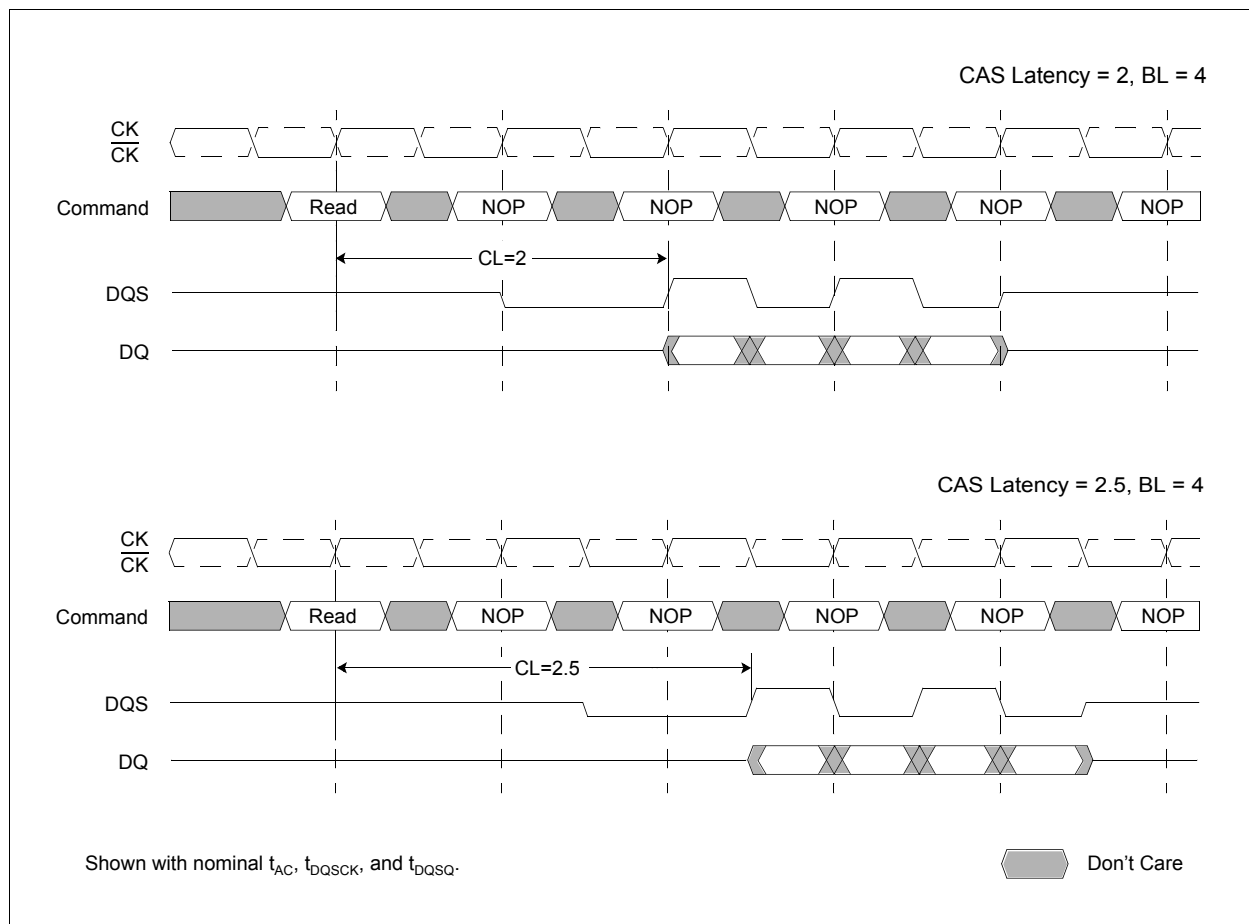 CAS Latency = 2, BL = 4
CK
CK
Command
Read NOP NOP NOP NOP NOP
CL=2
DQS
DQ
CAS Latency = 2.5, BL = 4
CK
CK
Command
Read NOP NOP NOP NOP NOP
CL=2.5
DQS
DQ
Shown with nominal tAC, tDQSCK, and tDQSQ.
Don't Care